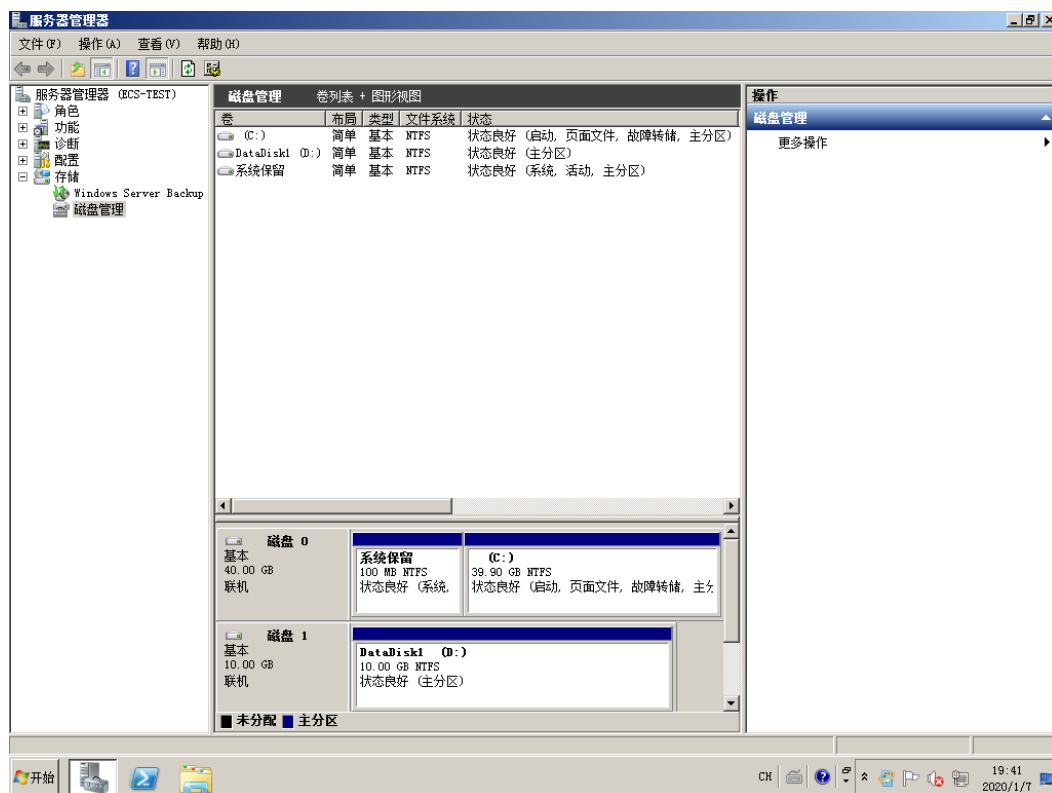 服务器管理器
文件(F) 操作(A) 查看(V) 帮助(H)
服务器管理器 (ECS-TEST)
角色
功能
诊断
配置
存储
Windows Server Backup
磁盘管理
磁盘管理 卷列表 + 图形视图
卷 布局 类型 文件系统 状态
(C:) 简单 基本 NTFS 状态良好 (启动, 页面文件, 故障转储, 主分区)
DataDisk1 (D:) 简单 基本 NTFS 状态良好 (主分区)
系统保留 简单 基本 NTFS 状态良好 (系统, 活动, 主分区)
磁盘 0
基本
40.00 GB
联机
系统保留
100 MB NTFS
状态良好 (系统,
(C:)
39.90 GB NTFS
状态良好 (启动, 页面文件, 故障转储, 主分
磁盘 1
基本
10.00 GB
联机
DataDisk1 (D:)
10.00 GB NTFS
状态良好 (主分区)
未分配 主分区
操作
磁盘管理
更多操作
开始
CH
19:41
2020/1/7